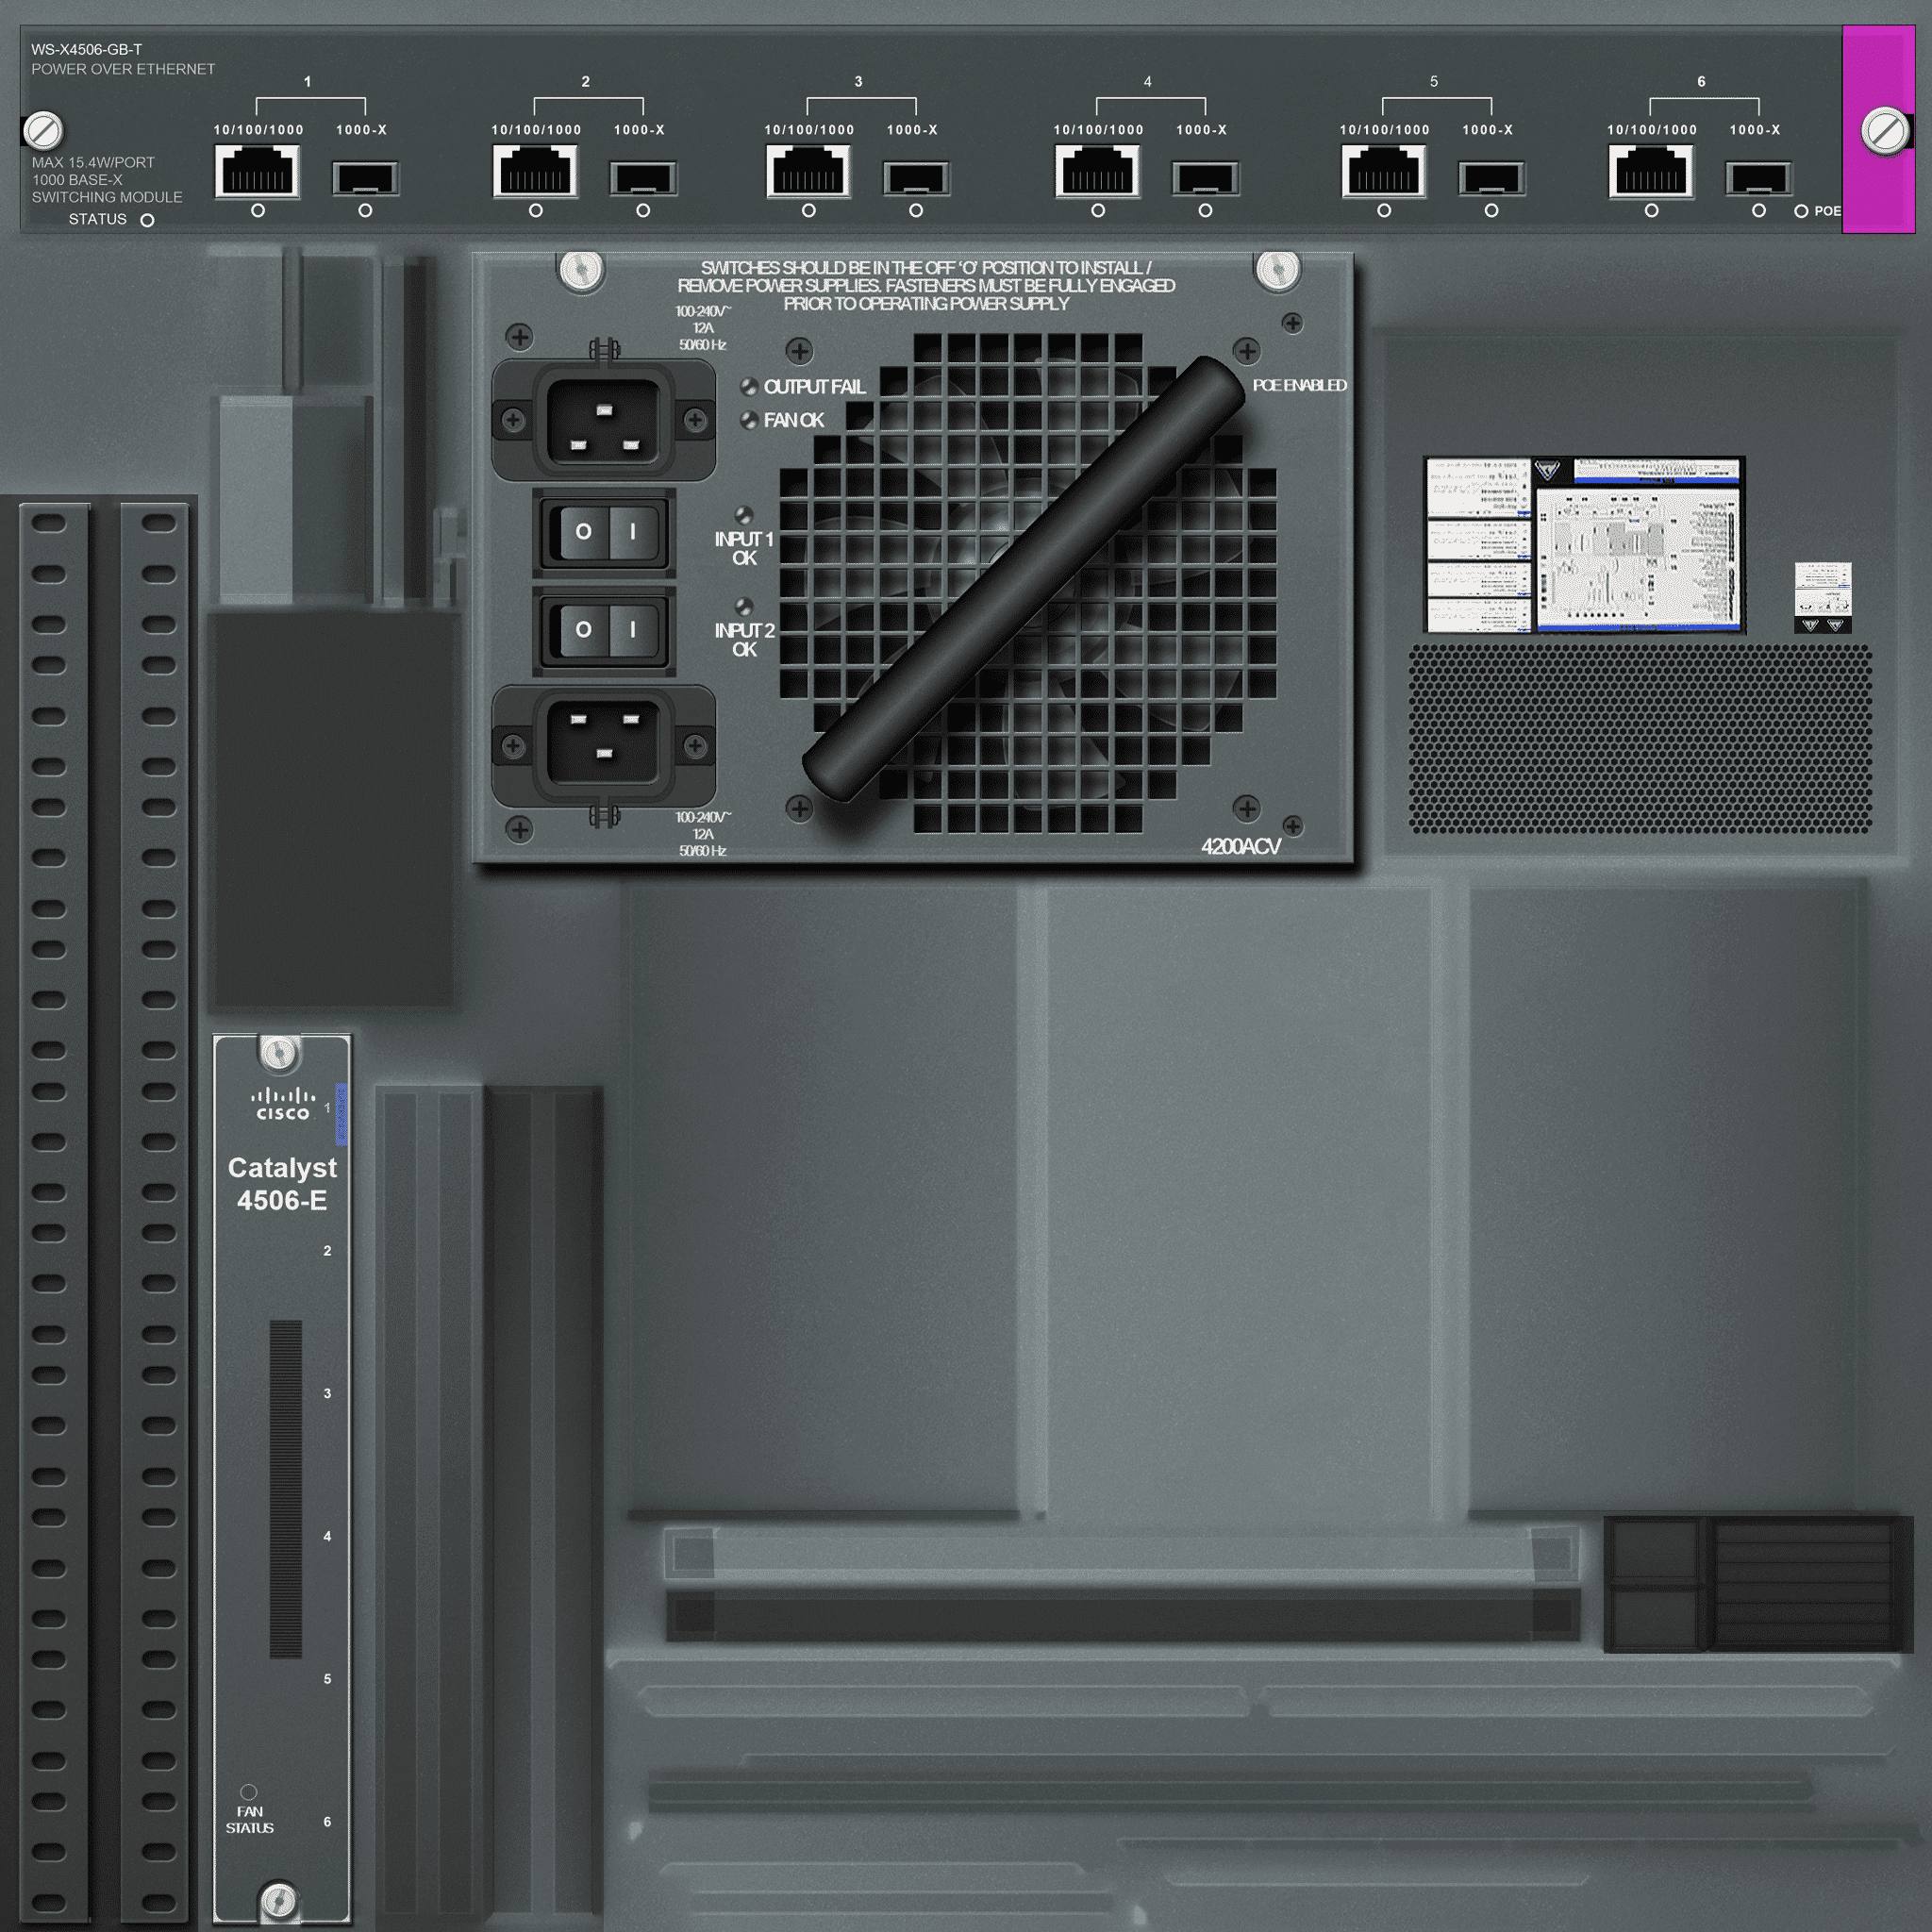 WS-X4506-GB-T
POWER OVER ETHERNET
1 2 3 4 5 6
10/100/1000 1000-X 10/100/1000 1000-X 10/100/1000 1000-X 10/100/1000 1000-X 10/100/1000 1000-X 10/100/1000 1000-X
MAX 15.4W/PORT
1000 BASE-X
SWITCHING MODULE
STATUS
POE
SWITCHES SHOULD BE IN THE OFF 'O' POSITION TO INSTALL /
REMOVE POWER SUPPLIES. FASTENERS MUST BE FULLY ENGAGED
PRIOR TO OPERATING POWER SUPPLY
100-240V~
12A
50/60 Hz
OUTPUT FAIL
FAN OK
POE ENABLED
O I
INPUT 1
OK
O I
INPUT 2
OK
100-240V~
12A
50/60 Hz
4200ACV
CISCO
1
Catalyst
4506-E
2
3
4
5
6
FAN
STATUS